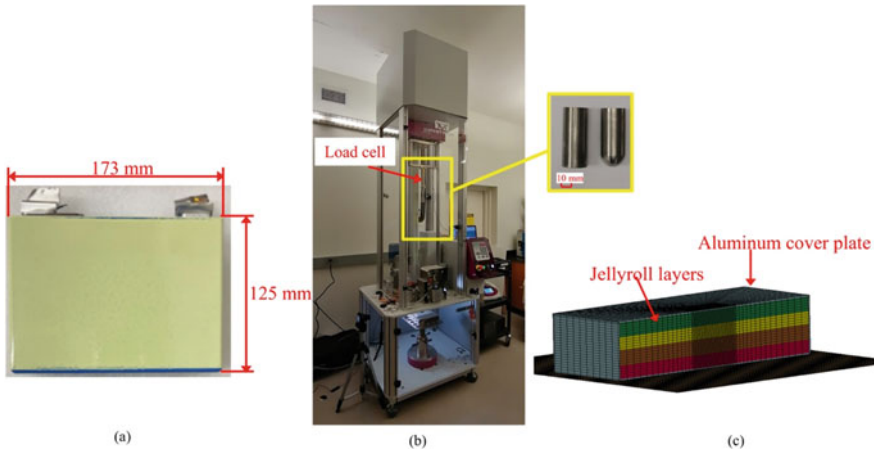 173 mm
125 mm
Load cell
10 mm
Aluminum cover plate
Jellyroll layers
(a)
(b)
(c)